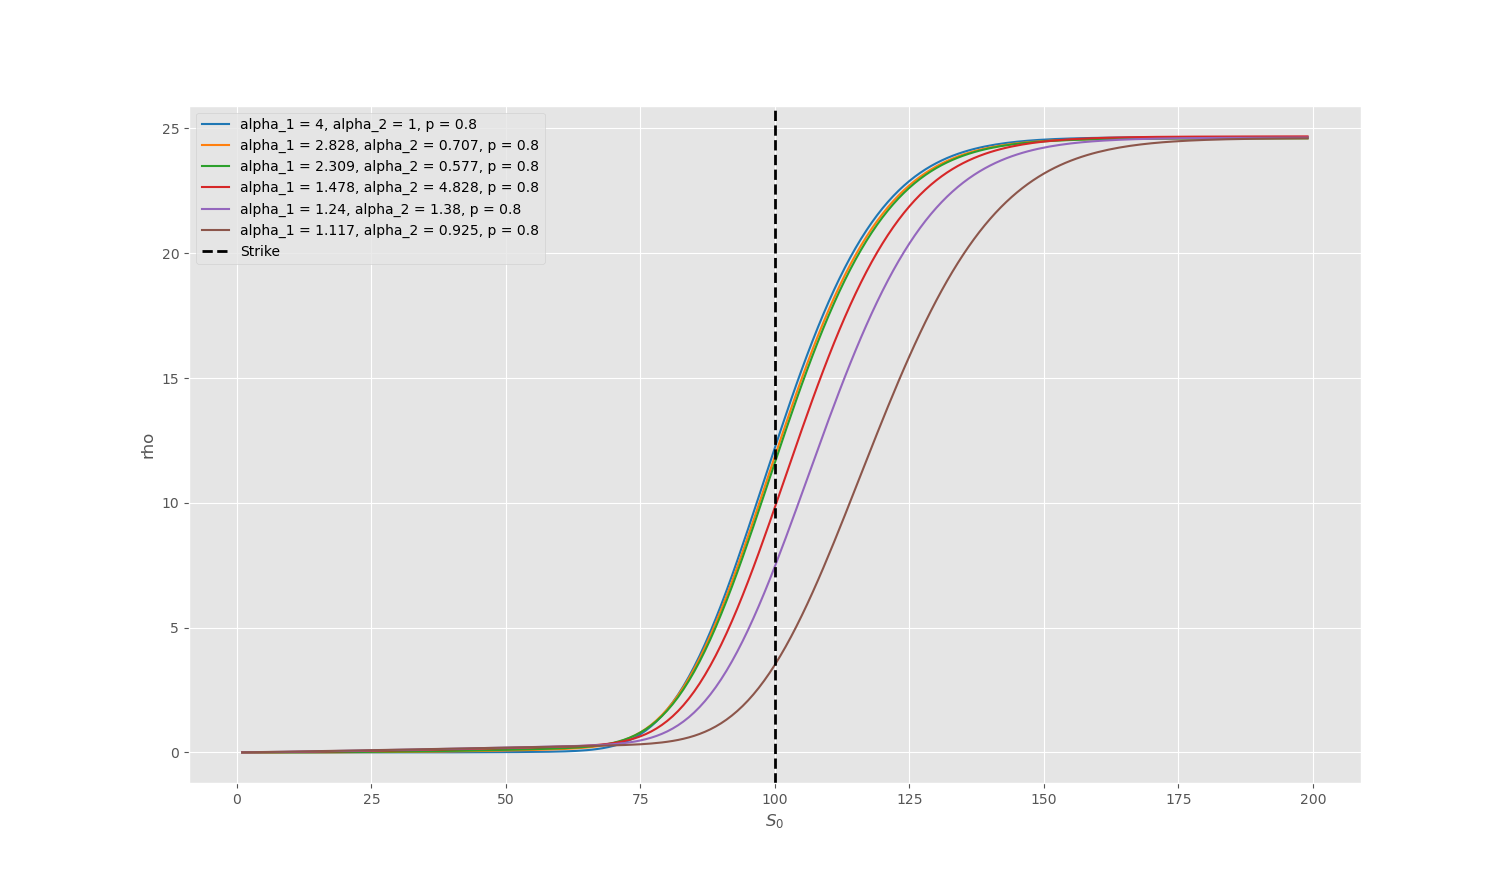 alpha_1 = 4, alpha_2 = 1, p = 0.8
alpha_1 = 2.828, alpha_2 = 0.707, p = 0.8
alpha_1 = 2.309, alpha_2 = 0.577, p = 0.8
alpha_1 = 1.478, alpha_2 = 4.828, p = 0.8
alpha_1 = 1.24, alpha_2 = 1.38, p = 0.8
alpha_1 = 1.117, alpha_2 = 0.925, p = 0.8
Strike
25
20
15
10
5
0
rho
0 25 50 75 100 125 150 175 200
S₀